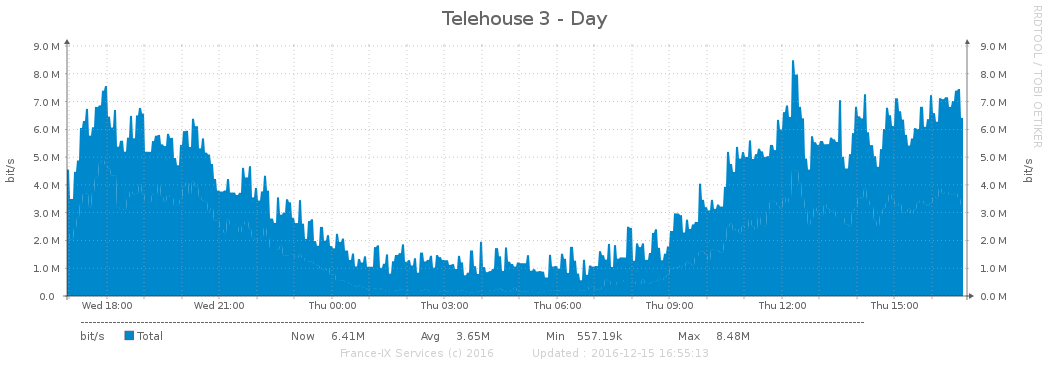 Telehouse 3 - Day
RRDTOOL / TOBI OETIKER
bit/s
bit/s
9.0 M 9.0 M
8.0 M 8.0 M
7.0 M 7.0 M
6.0 M 6.0 M
5.0 M 5.0 M
4.0 M 4.0 M
3.0 M 3.0 M
2.0 M 2.0 M
1.0 M 1.0 M
0.0 0.0 M
Wed 18:00 Wed 21:00 Thu 00:00 Thu 03:00 Thu 06:00 Thu 09:00 Thu 12:00 Thu 15:00
bit/s Total Now 6.41M Avg 3.65M Min 557.19k Max 8.48M
France-IX Services (c) 2016 Updated : 2016-12-15 16:55:13